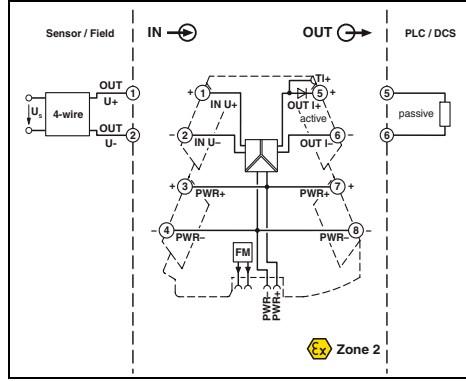 Sensor / Field
IN
OUT
PLC / DCS
OUT
U+
1
Us
4-wire
OUT
U-
2
+ 1
IN U+
TI+
5 +
OUT I+
active
− 2
IN U−
6 −
OUT I−
5
passive
6
+ 3
PWR+
7 +
PWR+
− 4
PWR−
8 −
PWR−
FM
PWR−
PWR+
Ex Zone 2